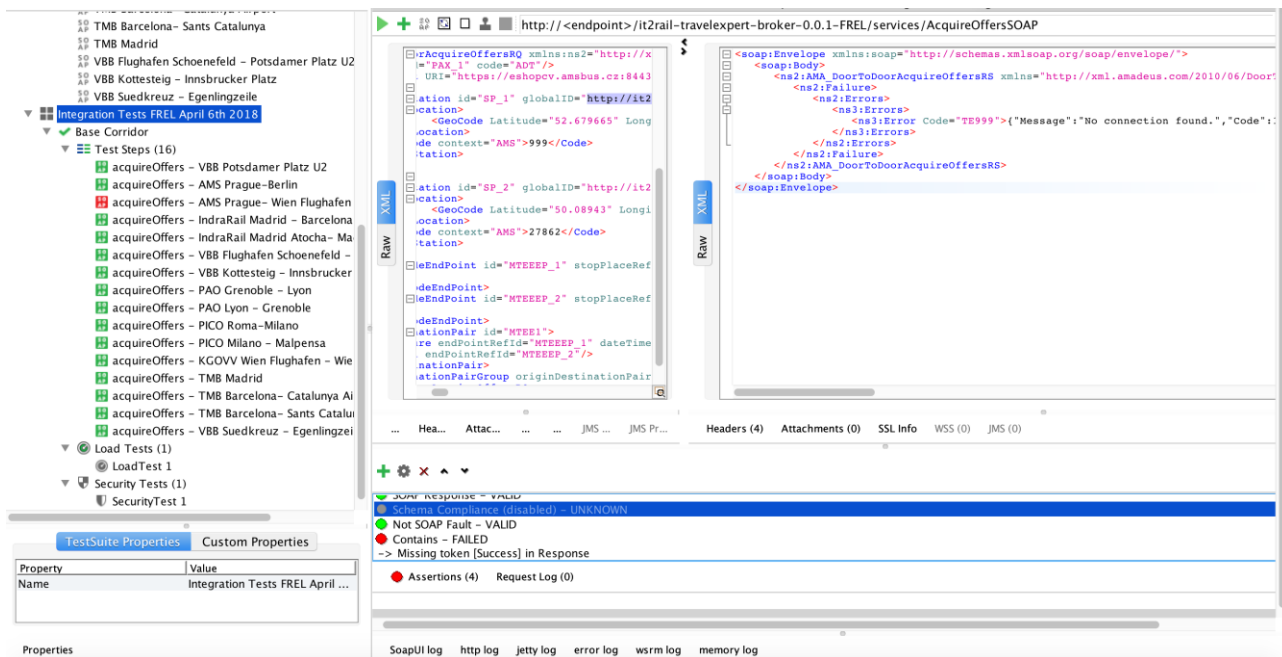 TMB Barcelona- Sants Catalunya
TMB Madrid
VBB Flughafen Schoenefeld - Potsdamer Platz U2
VBB Kottesteig - Innsbrucker Platz
VBB Suedkreuz - Egenlingzeile
Integration Tests FREL April 6th 2018
Base Corridor
Test Steps (16)
acquireOffers - VBB Potsdamer Platz U2
acquireOffers - AMS Prague-Berlin
acquireOffers - AMS Prague- Wien Flughafen
acquireOffers - IndraRail Madrid - Barcelona
acquireOffers - IndraRail Madrid Atocha- Ma
acquireOffers - VBB Flughafen Schoenefeld -
acquireOffers - VBB Kottesteig - Innsbrucker
acquireOffers - PAO Grenoble - Lyon
acquireOffers - PAO Lyon - Grenoble
acquireOffers - PICO Roma-Milano
acquireOffers - PICO Milano - Malpensa
acquireOffers - KGOVV Wien Flughafen - Wie
acquireOffers - TMB Madrid
acquireOffers - TMB Barcelona- Catalunya Ai
acquireOffers - TMB Barcelona- Sants Catalu
acquireOffers - VBB Suedkreuz - Egenlingzei
Load Tests (1)
LoadTest 1
Security Tests (1)
SecurityTest 1
TestSuite Properties Custom Properties
Property Value
Name Integration Tests FREL April ...
Properties
http://<endpoint>/it2rail-travelexpert-broker-0.0.1-FREL/services/AcquireOffersSOAP
XML
Raw
rAcquireOffersRQ xmlns:ns2="http://x
="PAX_1" code="ADT"/>
URI="https://eshopcv.amsbus.cz:8443
ation id="SP_1" globalID="http://it2
ocation>
<GeoCode Latitude="52.679665" Long
ocation>
de context="AMS">999</Code>
tation>
ation id="SP_2" globalID="http://it2
ocation>
<GeoCode Latitude="50.08943" Longi
ocation>
de context="AMS">27862</Code>
tation>
deEndPoint id="MTEEEP_1" stopPlaceRef
deEndPoint>
deEndPoint id="MTEEEP_2" stopPlaceRef
deEndPoint>
nationPair id="MTEE1">
re endPointRefId="MTEEEP_1" dateTime
endPointRefId="MTEEEP_2"/>
inationPair>
nationPairGroup originDestinationPair
... Hea... Attac... ... ... JMS ... JMS Pr...
XML
Raw
<soap:Envelope xmlns:soap="http://schemas.xmlsoap.org/soap/envelope/">
<soap:Body>
<ns2:AMA_DoorToDoorAcquireOffersRS xmlns="http://xml.amadeus.com/2010/06/Door
<ns2:Failure>
<ns2:Errors>
<ns3:Errors>
<ns3:Error Code="TE999">{"Message":"No connection found.","Code":
</ns3:Errors>
</ns2:Errors>
</ns2:Failure>
</ns2:AMA_DoorToDoorAcquireOffersRS>
</soap:Body>
</soap:Envelope>
Headers (4) Attachments (0) SSL Info WSS (0) JMS (0)
SOAP Response - VALID
Schema Compliance (disabled) - UNKNOWN
Not SOAP Fault - VALID
Contains - FAILED
-> Missing token [Success] in Response
Assertions (4) Request Log (0)
SoapUI log http log jetty log error log wsrm log memory log